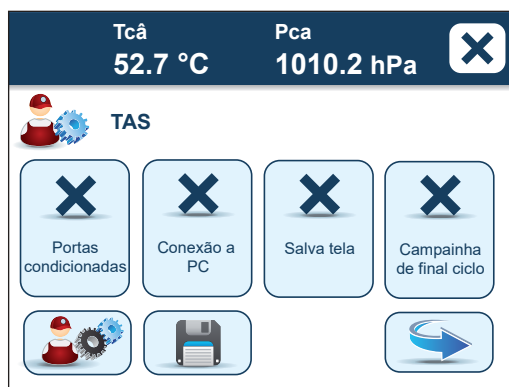 Tcâ Pca
52.7 °C 1010.2 hPa
TAS
Portas condicionadas
Conexão a PC
Salva tela
Campainha de final ciclo